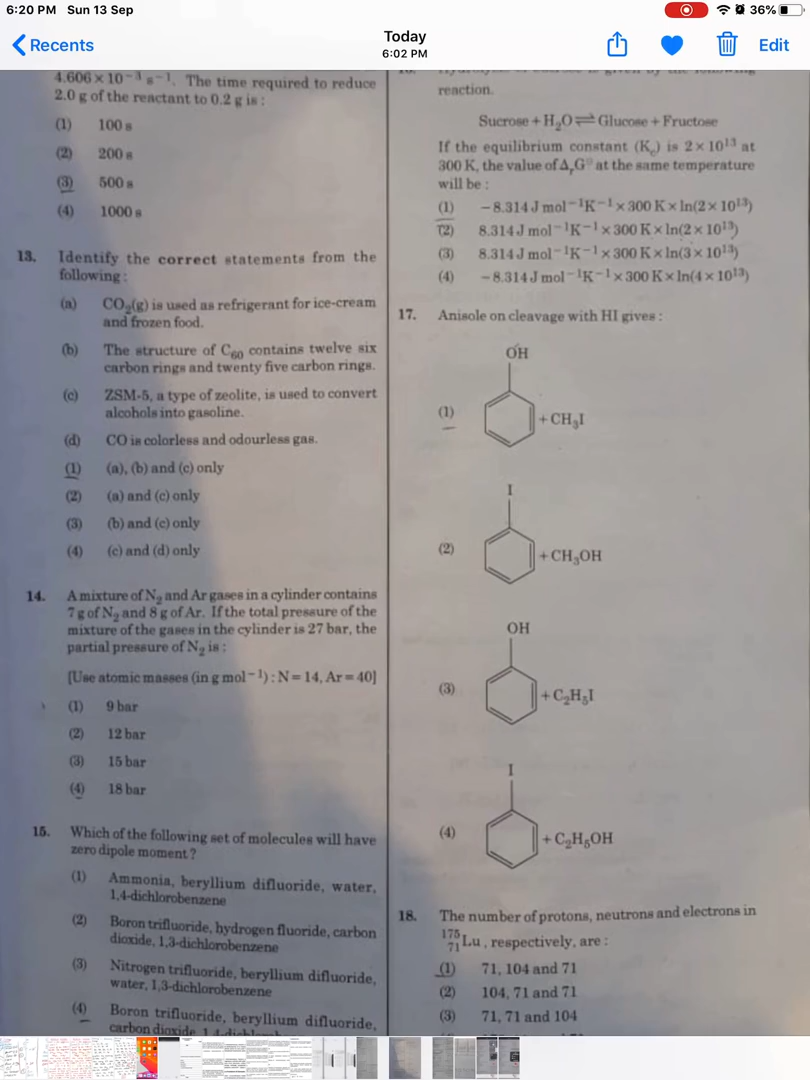 6:20 PM Sun 13 Sep
36%
Recents
Today
6:02 PM
Edit
4.606 × 10⁻³ s⁻¹. The time required to reduce
2.0 g of the reactant to 0.2 g is :
(1) 100 s
(2) 200 s
(3) 500 s
(4) 1000 s
13. Identify the correct statements from the
following :
(a) CO₂(g) is used as refrigerant for ice-cream
and frozen food.
(b) The structure of C₆₀ contains twelve six
carbon rings and twenty five carbon rings.
(c) ZSM-5, a type of zeolite, is used to convert
alcohols into gasoline.
(d) CO is colorless and odourless gas.
(1) (a), (b) and (c) only
(2) (a) and (c) only
(3) (b) and (c) only
(4) (c) and (d) only
14. A mixture of N₂ and Ar gases in a cylinder contains
7 g of N₂ and 8 g of Ar. If the total pressure of the
mixture of the gases in the cylinder is 27 bar, the
partial pressure of N₂ is :
[Use atomic masses (in g mol⁻¹) : N = 14, Ar = 40]
(1) 9 bar
(2) 12 bar
(3) 15 bar
(4) 18 bar
15. Which of the following set of molecules will have
zero dipole moment ?
(1) Ammonia, beryllium difluoride, water,
1,4-dichlorobenzene
(2) Boron trifluoride, hydrogen fluoride, carbon
dioxide, 1,3-dichlorobenzene
(3) Nitrogen trifluoride, beryllium difluoride,
water, 1,3-dichlorobenzene
(4) Boron trifluoride, beryllium difluoride,
carbon dioxide,
reaction.
Sucrose + H₂O ⇌ Glucose + Fructose
If the equilibrium constant (K_c) is 2 × 10¹³ at
300 K, the value of Δ_rG⊖ at the same temperature
will be :
(1) − 8.314 J mol⁻¹K⁻¹ × 300 K × ln(2 × 10¹³)
(2) 8.314 J mol⁻¹K⁻¹ × 300 K × ln(2 × 10¹³)
(3) 8.314 J mol⁻¹K⁻¹ × 300 K × ln(3 × 10¹³)
(4) − 8.314 J mol⁻¹K⁻¹ × 300 K × ln(4 × 10¹³)
17. Anisole on cleavage with HI gives :
OH
(1) + CH₃I
I
(2) + CH₃OH
OH
(3) + C₂H₅I
I
(4) + C₂H₅OH
18. The number of protons, neutrons and electrons in
¹⁷⁵₇₁Lu, respectively, are :
(1) 71, 104 and 71
(2) 104, 71 and 71
(3) 71, 71 and 104